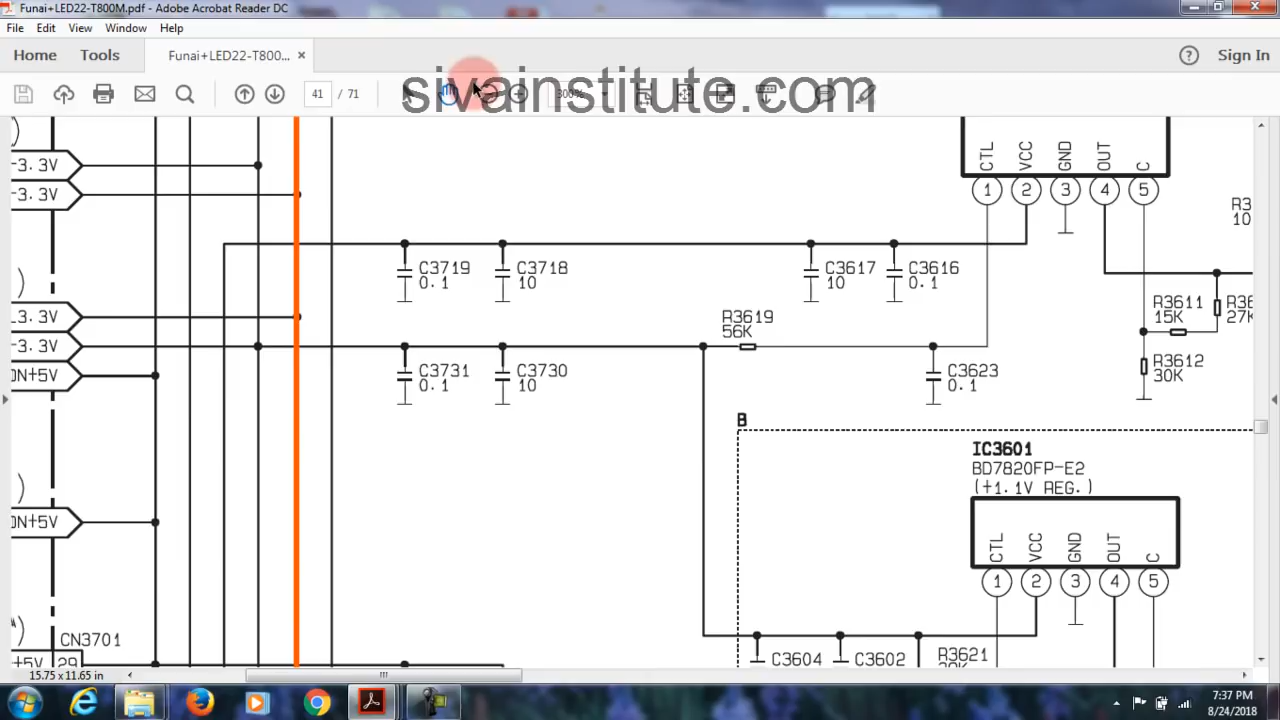 Funai+LED22-T800M.pdf - Adobe Acrobat Reader DC
File Edit View Window Help
Home Tools Funai+LED22-T800... × ? Sign In
sivainstitute.com
41 / 71 300%
CTL VCC GND OUT C
1 2 3 4 5
-3.3V
-3.3V
R3
10
C3719 C3718 C3617 C3616
0.1 10 10 0.1
R3611
15K
27K
3.3V
R3619
56K
-3.3V
ON+5V
C3731 C3730 C3623
0.1 10 0.1
R3612
30K
B
IC3601
BD7820FP-E2
(+1.1V REG.)
ON+5V
CTL VCC GND OUT C
1 2 3 4 5
CN3701
+5V 29
C3604 C3602 R3621
15.75 x 11.65 in
7:37 PM
8/24/2018